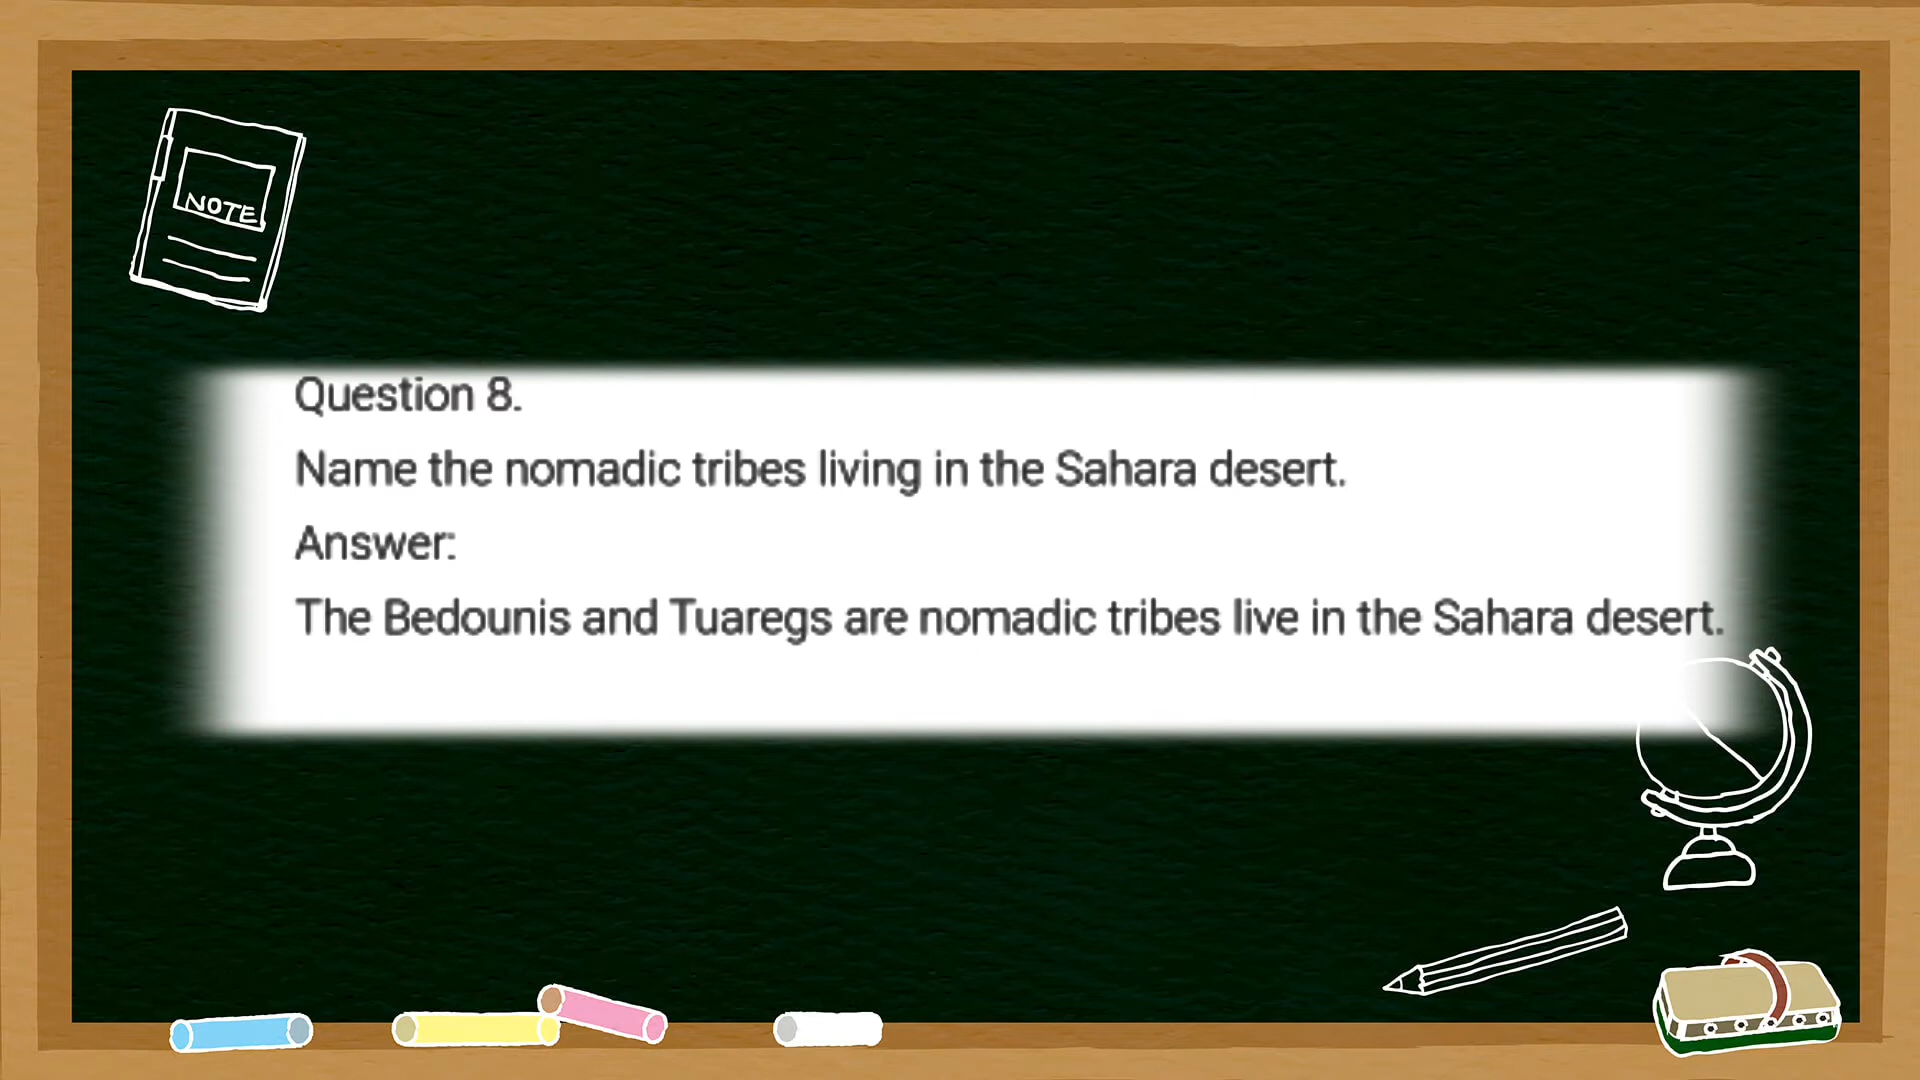 NOTE
Question 8.
Name the nomadic tribes living in the Sahara desert.
Answer:
The Bedounis and Tuaregs are nomadic tribes live in the Sahara desert.